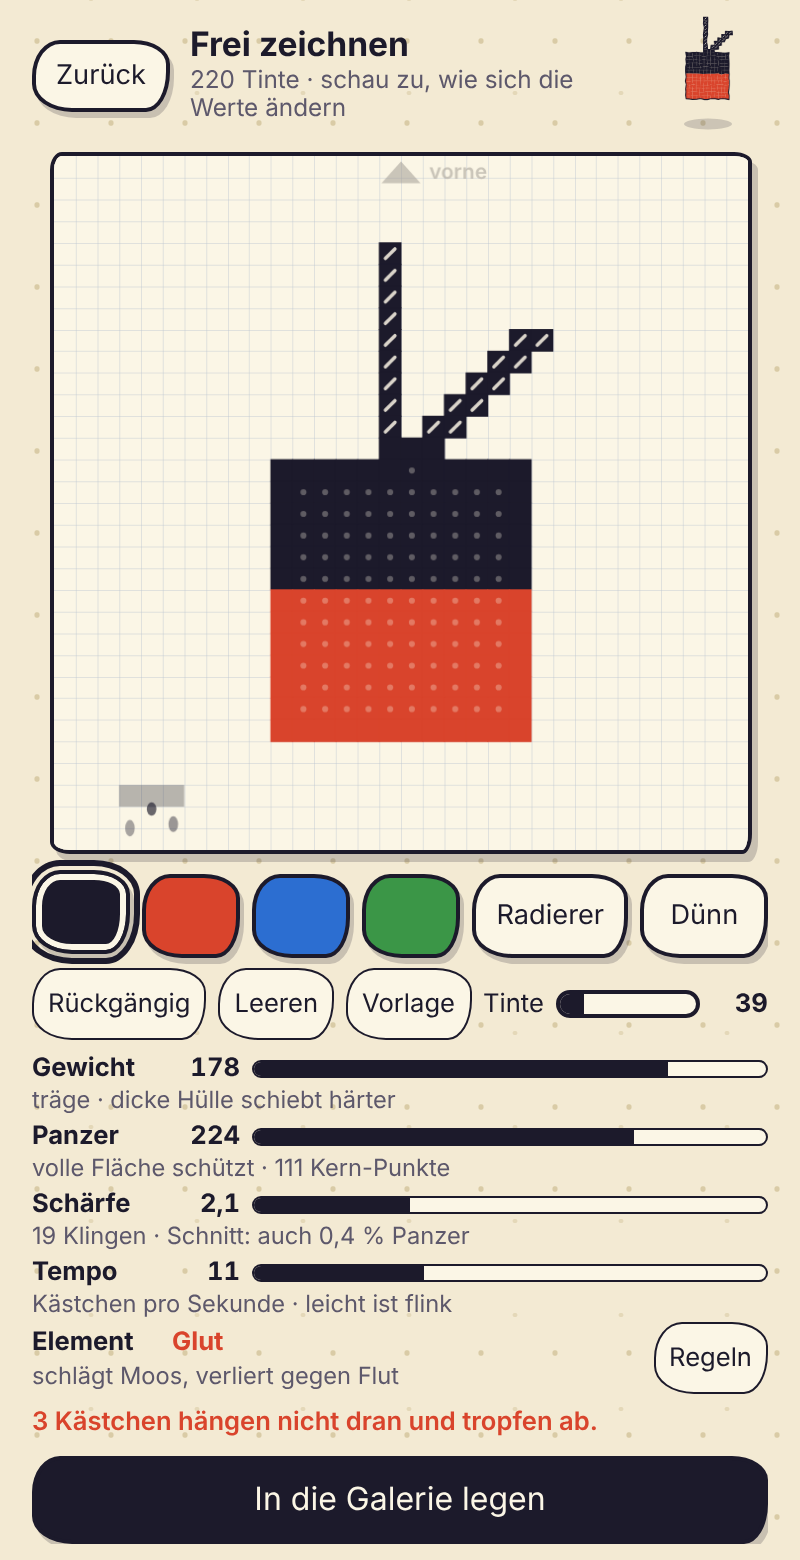 Zurück
Frei zeichnen
220 Tinte · schau zu, wie sich die
Werte ändern
vorne
Radierer
Dünn
Rückgängig
Leeren
Vorlage
Tinte
39
Gewicht 178
träge · dicke Hülle schiebt härter
Panzer 224
volle Fläche schützt · 111 Kern-Punkte
Schärfe 2,1
19 Klingen · Schnitt: auch 0,4 % Panzer
Tempo 11
Kästchen pro Sekunde · leicht ist flink
Element Glut
schlägt Moos, verliert gegen Flut
Regeln
3 Kästchen hängen nicht dran und tropfen ab.
In die Galerie legen